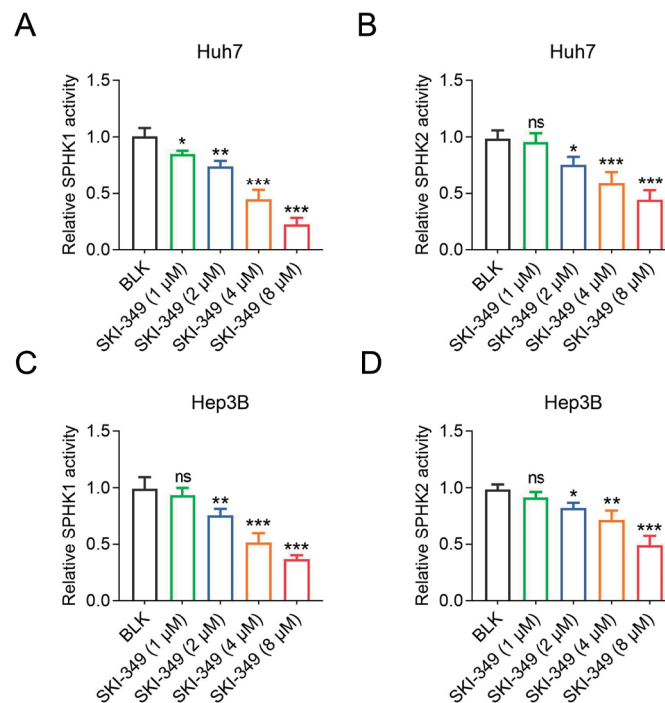 A
Huh7
Relative SPHK1 activity
1.5
1.0
0.5
0.0
*
**
***
***
BLK
SKI-349 (1 µM)
SKI-349 (2 µM)
SKI-349 (4 µM)
SKI-349 (8 µM)
B
Huh7
Relative SPHK2 activity
1.5
1.0
0.5
0.0
ns
*
***
***
BLK
SKI-349 (1 µM)
SKI-349 (2 µM)
SKI-349 (4 µM)
SKI-349 (8 µM)
C
Hep3B
Relative SPHK1 activity
1.5
1.0
0.5
0.0
ns
**
***
***
BLK
SKI-349 (1 µM)
SKI-349 (2 µM)
SKI-349 (4 µM)
SKI-349 (8 µM)
D
Hep3B
Relative SPHK2 activity
1.5
1.0
0.5
0.0
ns
*
**
***
BLK
SKI-349 (1 µM)
SKI-349 (2 µM)
SKI-349 (4 µM)
SKI-349 (8 µM)